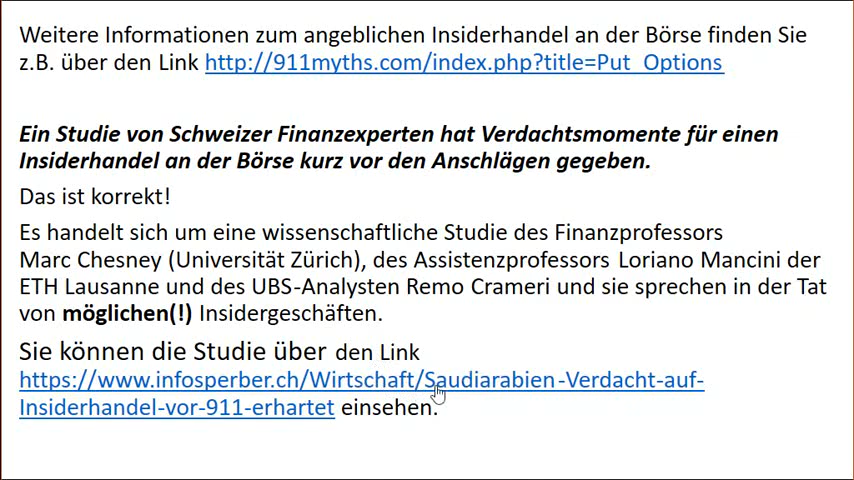 Weitere Informationen zum angeblichen Insiderhandel an der Börse finden Sie
z.B. über den Link http://911myths.com/index.php?title=Put_Options
Ein Studie von Schweizer Finanzexperten hat Verdachtsmomente für einen
Insiderhandel an der Börse kurz vor den Anschlägen gegeben.
Das ist korrekt!
Es handelt sich um eine wissenschaftliche Studie des Finanzprofessors
Marc Chesney (Universität Zürich), des Assistenzprofessors Loriano Mancini der
ETH Lausanne und des UBS-Analysten Remo Crameri und sie sprechen in der Tat
von möglichen(!) Insidergeschäften.
Sie können die Studie über den Link
https://www.infosperber.ch/Wirtschaft/Saudiarabien-Verdacht-auf-
Insiderhandel-vor-911-erhartet einsehen.